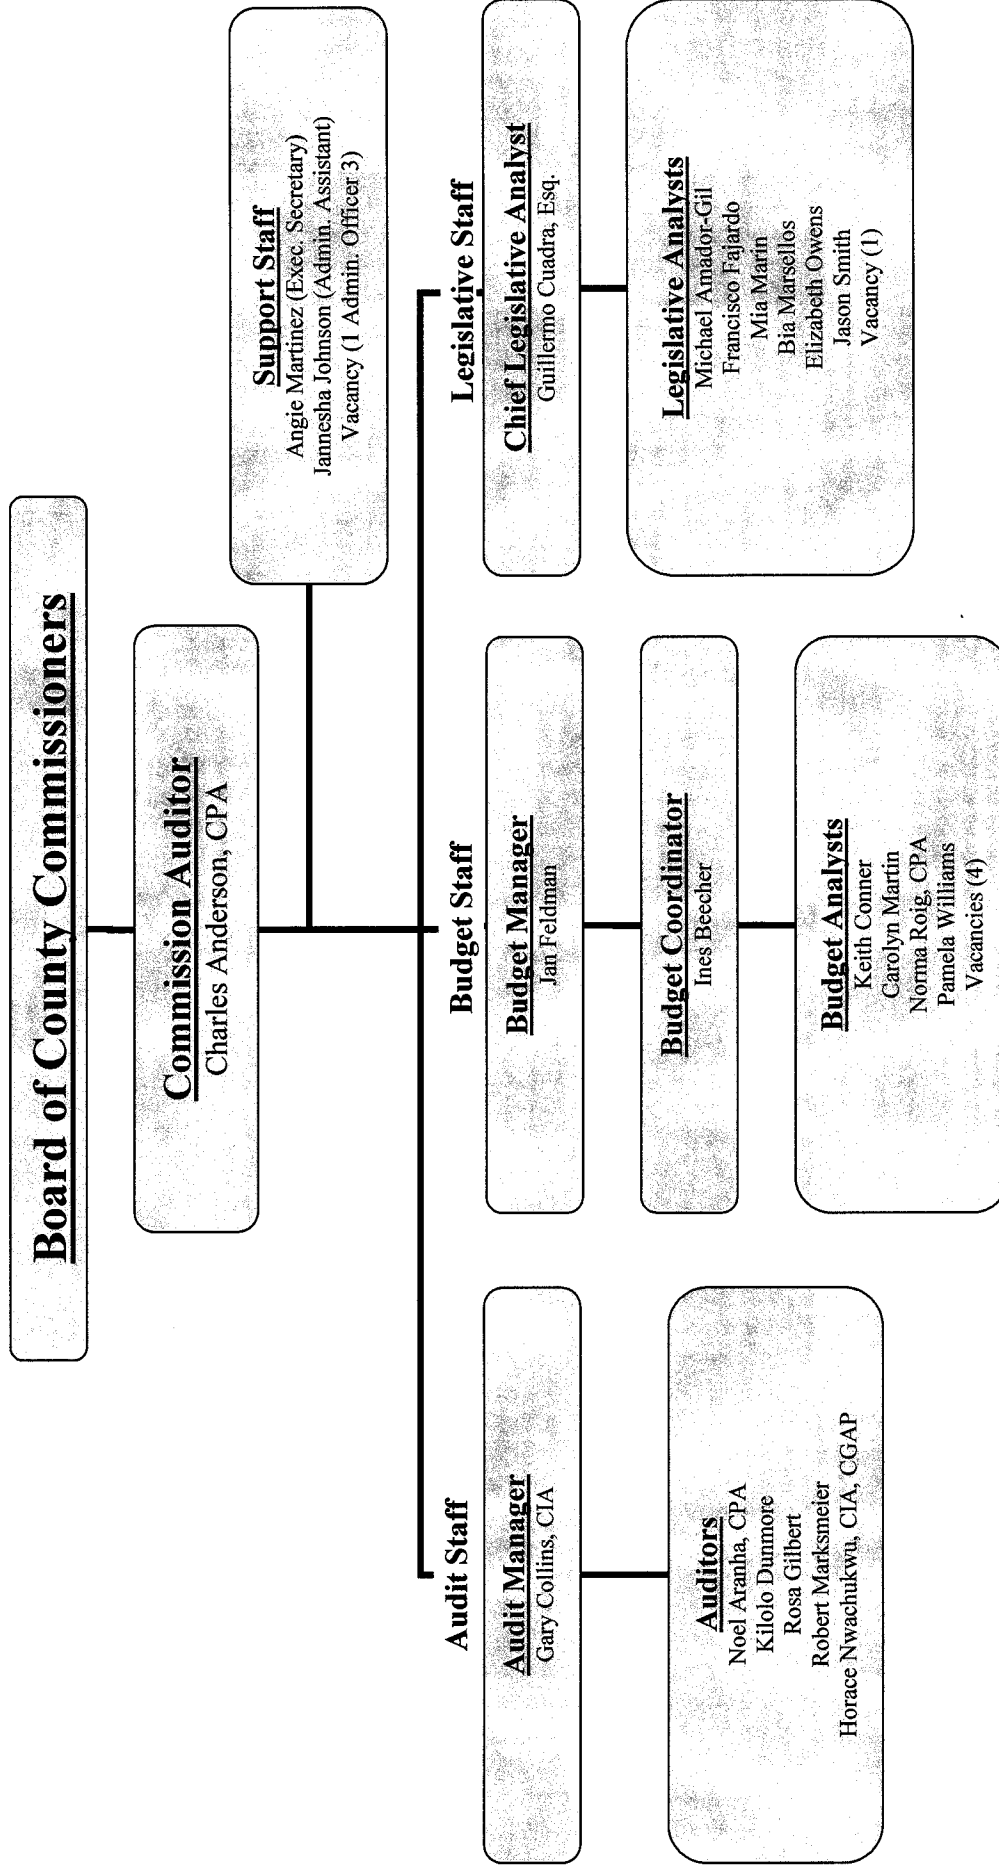 Board of County Commissioners
Commission Auditor
Charles Anderson, CPA
Support Staff
Angie Martinez (Exec. Secretary)
Jannesha Johnson (Admin. Assistant)
Vacancy (1 Admin. Officer 3)
Audit Staff
Audit Manager
Gary Collins, CIA
Auditors
Noel Aranha, CPA
Kilolo Dunmore
Rosa Gilbert
Robert Marksmeier
Horace Nwachukwu, CIA, CGAP
Budget Staff
Budget Manager
Jan Feldman
Budget Coordinator
Ines Beecher
Budget Analysts
Keith Conner
Carolyn Martin
Norma Roig, CPA
Pamela Williams
Vacancies (4)
Legislative Staff
Chief Legislative Analyst
Guillermo Cuadra, Esq.
Legislative Analysts
Michael Amador-Gil
Francisco Fajardo
Mia Marin
Bia Marsellos
Elizabeth Owens
Jason Smith
Vacancy (1)